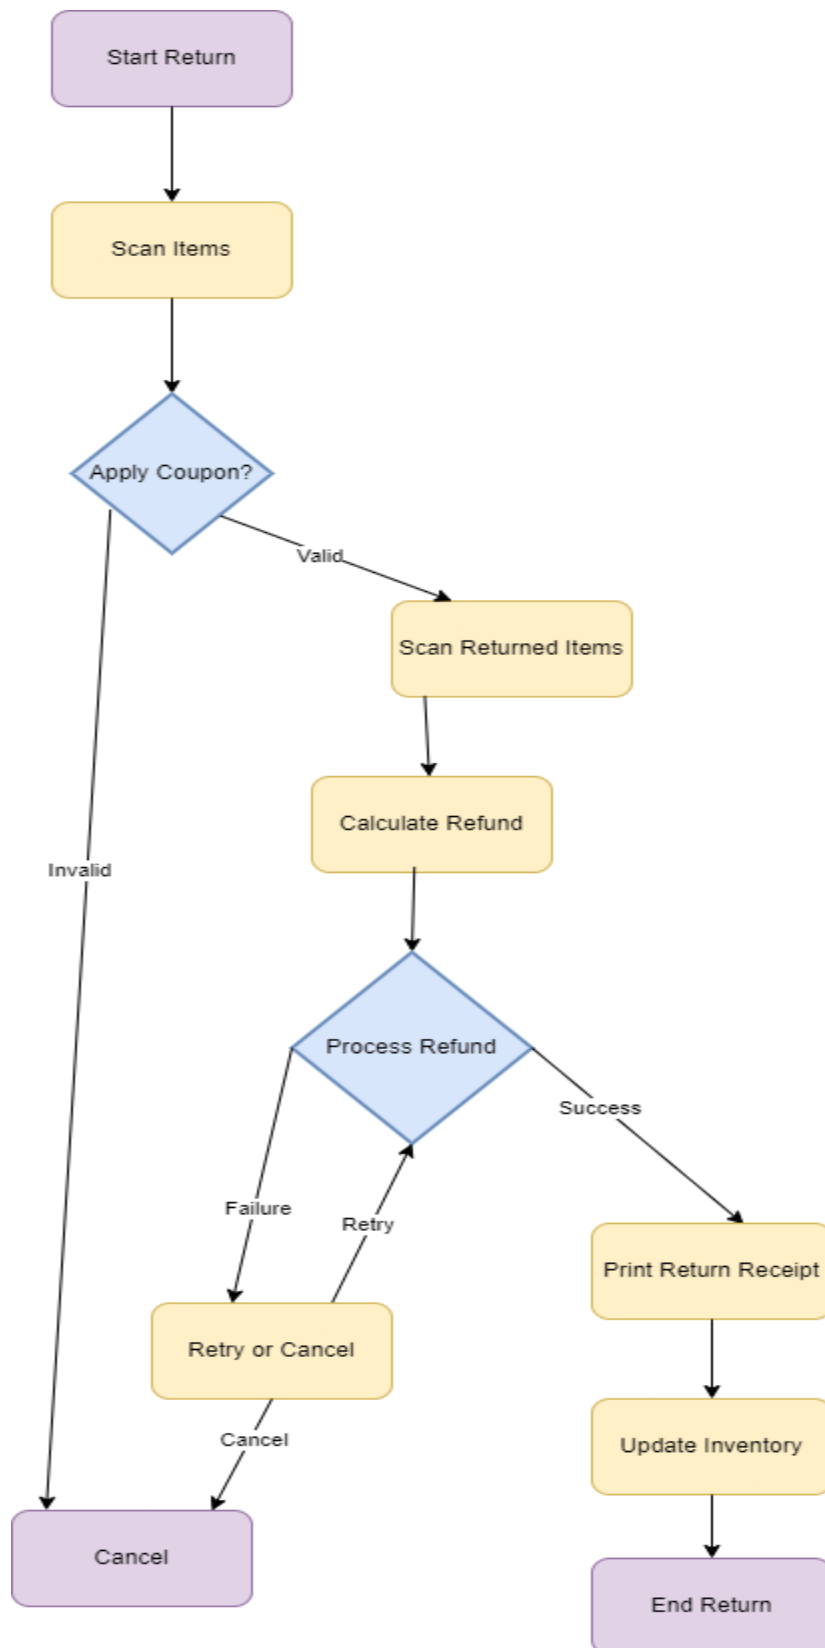 Start Return
Scan Items
Apply Coupon?
Valid
Scan Returned Items
Calculate Refund
Invalid
Process Refund
Success
Failure
Retry
Print Return Receipt
Retry or Cancel
Cancel
Update Inventory
Cancel
End Return